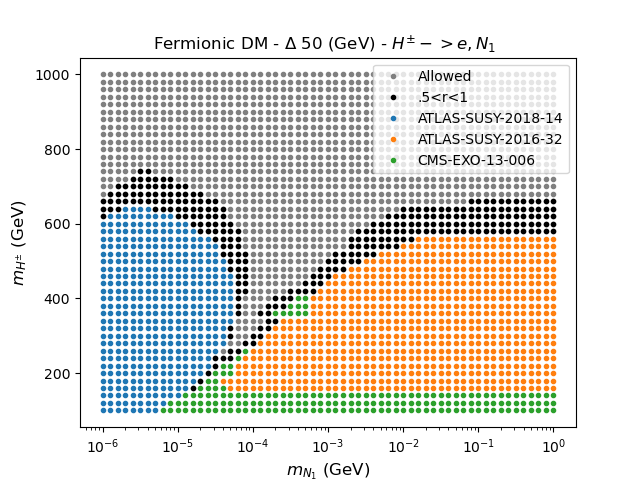 Fermionic DM - Δ 50 (GeV) - $H^{\pm}->e, N_1$
Allowed
.5<r<1
ATLAS-SUSY-2018-14
ATLAS-SUSY-2016-32
CMS-EXO-13-006
$m_{H^{\pm}}$ (GeV)
1000
800
600
400
200
$10^{-6}$ $10^{-5}$ $10^{-4}$ $10^{-3}$ $10^{-2}$ $10^{-1}$ $10^{0}$
$m_{N_1}$ (GeV)